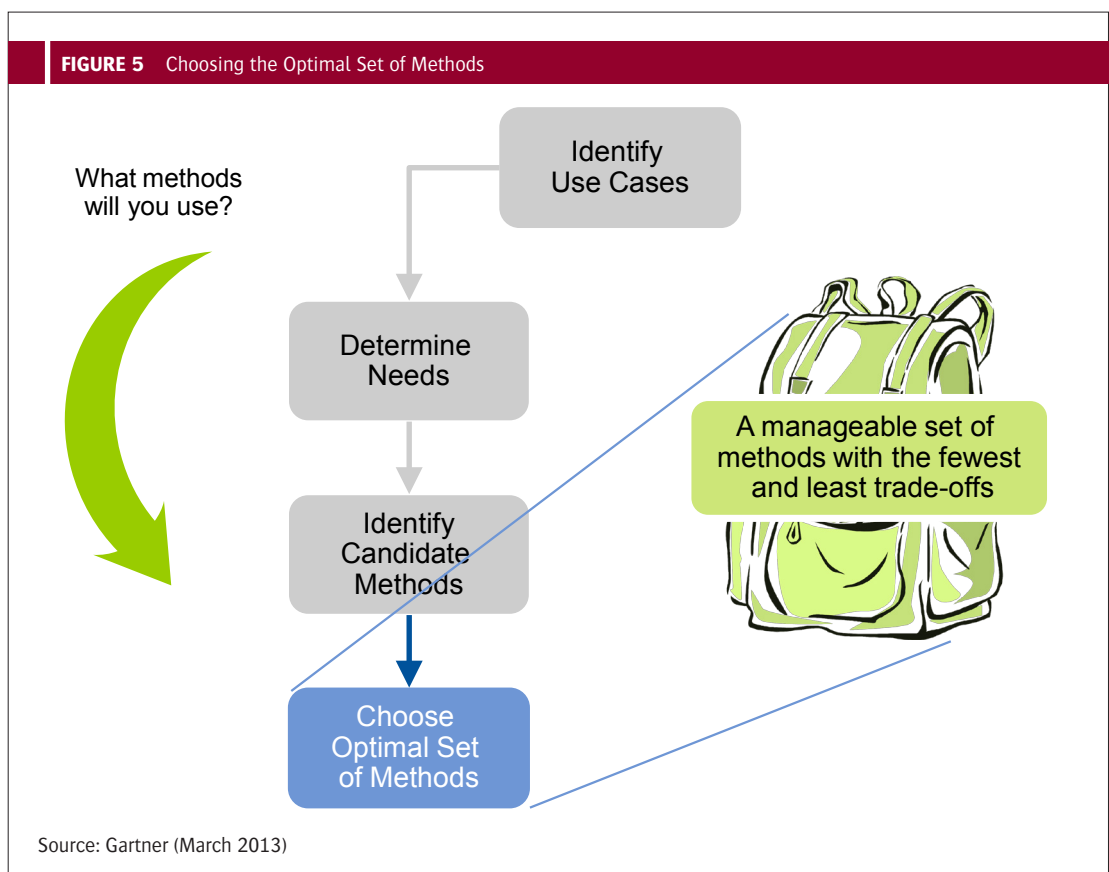 FIGURE 5 Choosing the Optimal Set of Methods
What methods
will you use?
Identify
Use Cases
Determine
Needs
Identify
Candidate
Methods
Choose
Optimal Set
of Methods
A manageable set of
methods with the fewest
and least trade-offs
Source: Gartner (March 2013)